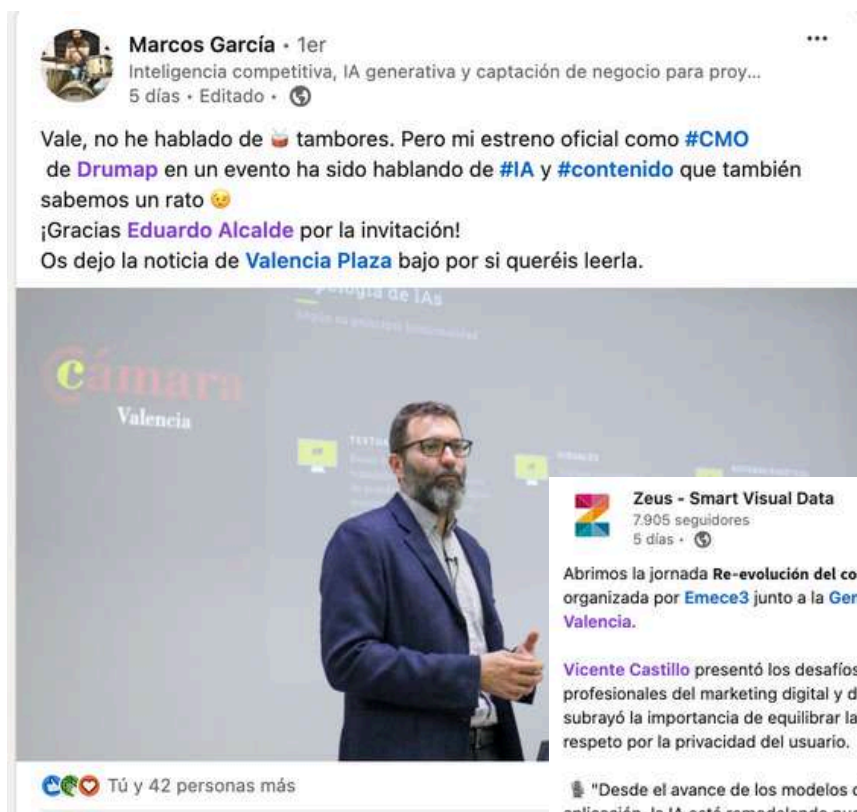 Marcos García • 1er
Inteligencia competitiva, IA generativa y captación de negocio para proy...
5 días • Editado •
Vale, no he hablado de 🥁 tambores. Pero mi estreno oficial como #CMO
de Drumap en un evento ha sido hablando de #IA y #contenido que también
sabemos un rato 😉
¡Gracias Eduardo Alcalde por la invitación!
Os dejo la noticia de Valencia Plaza bajo por si queréis leerla.
de IAs
cámara
Valencia
Tú y 42 personas más
Zeus - Smart Visual Data
7.905 seguidores
5 días •
Abrimos la jornada Re-evolución del co
organizada por Emece3 junto a la Ger
Valencia.
Vicente Castillo presentó los desafíos
profesionales del marketing digital y d
subrayó la importancia de equilibrar la
respeto por la privacidad del usuario.
🎙️ "Desde el avance de los modelos